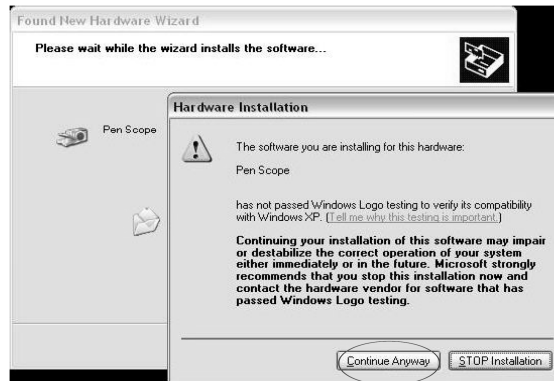 Found New Hardware Wizard
Please wait while the wizard installs the software...
Pen Scope
Hardware Installation
The software you are installing for this hardware:
Pen Scope
has not passed Windows Logo testing to verify its compatibility
with Windows XP. (Tell me why this testing is important.)
Continuing your installation of this software may impair
or destabilize the correct operation of your system
either immediately or in the future. Microsoft strongly
recommends that you stop this installation now and
contact the hardware vendor for software that has
passed Windows Logo testing.
Continue Anyway
STOP Installation